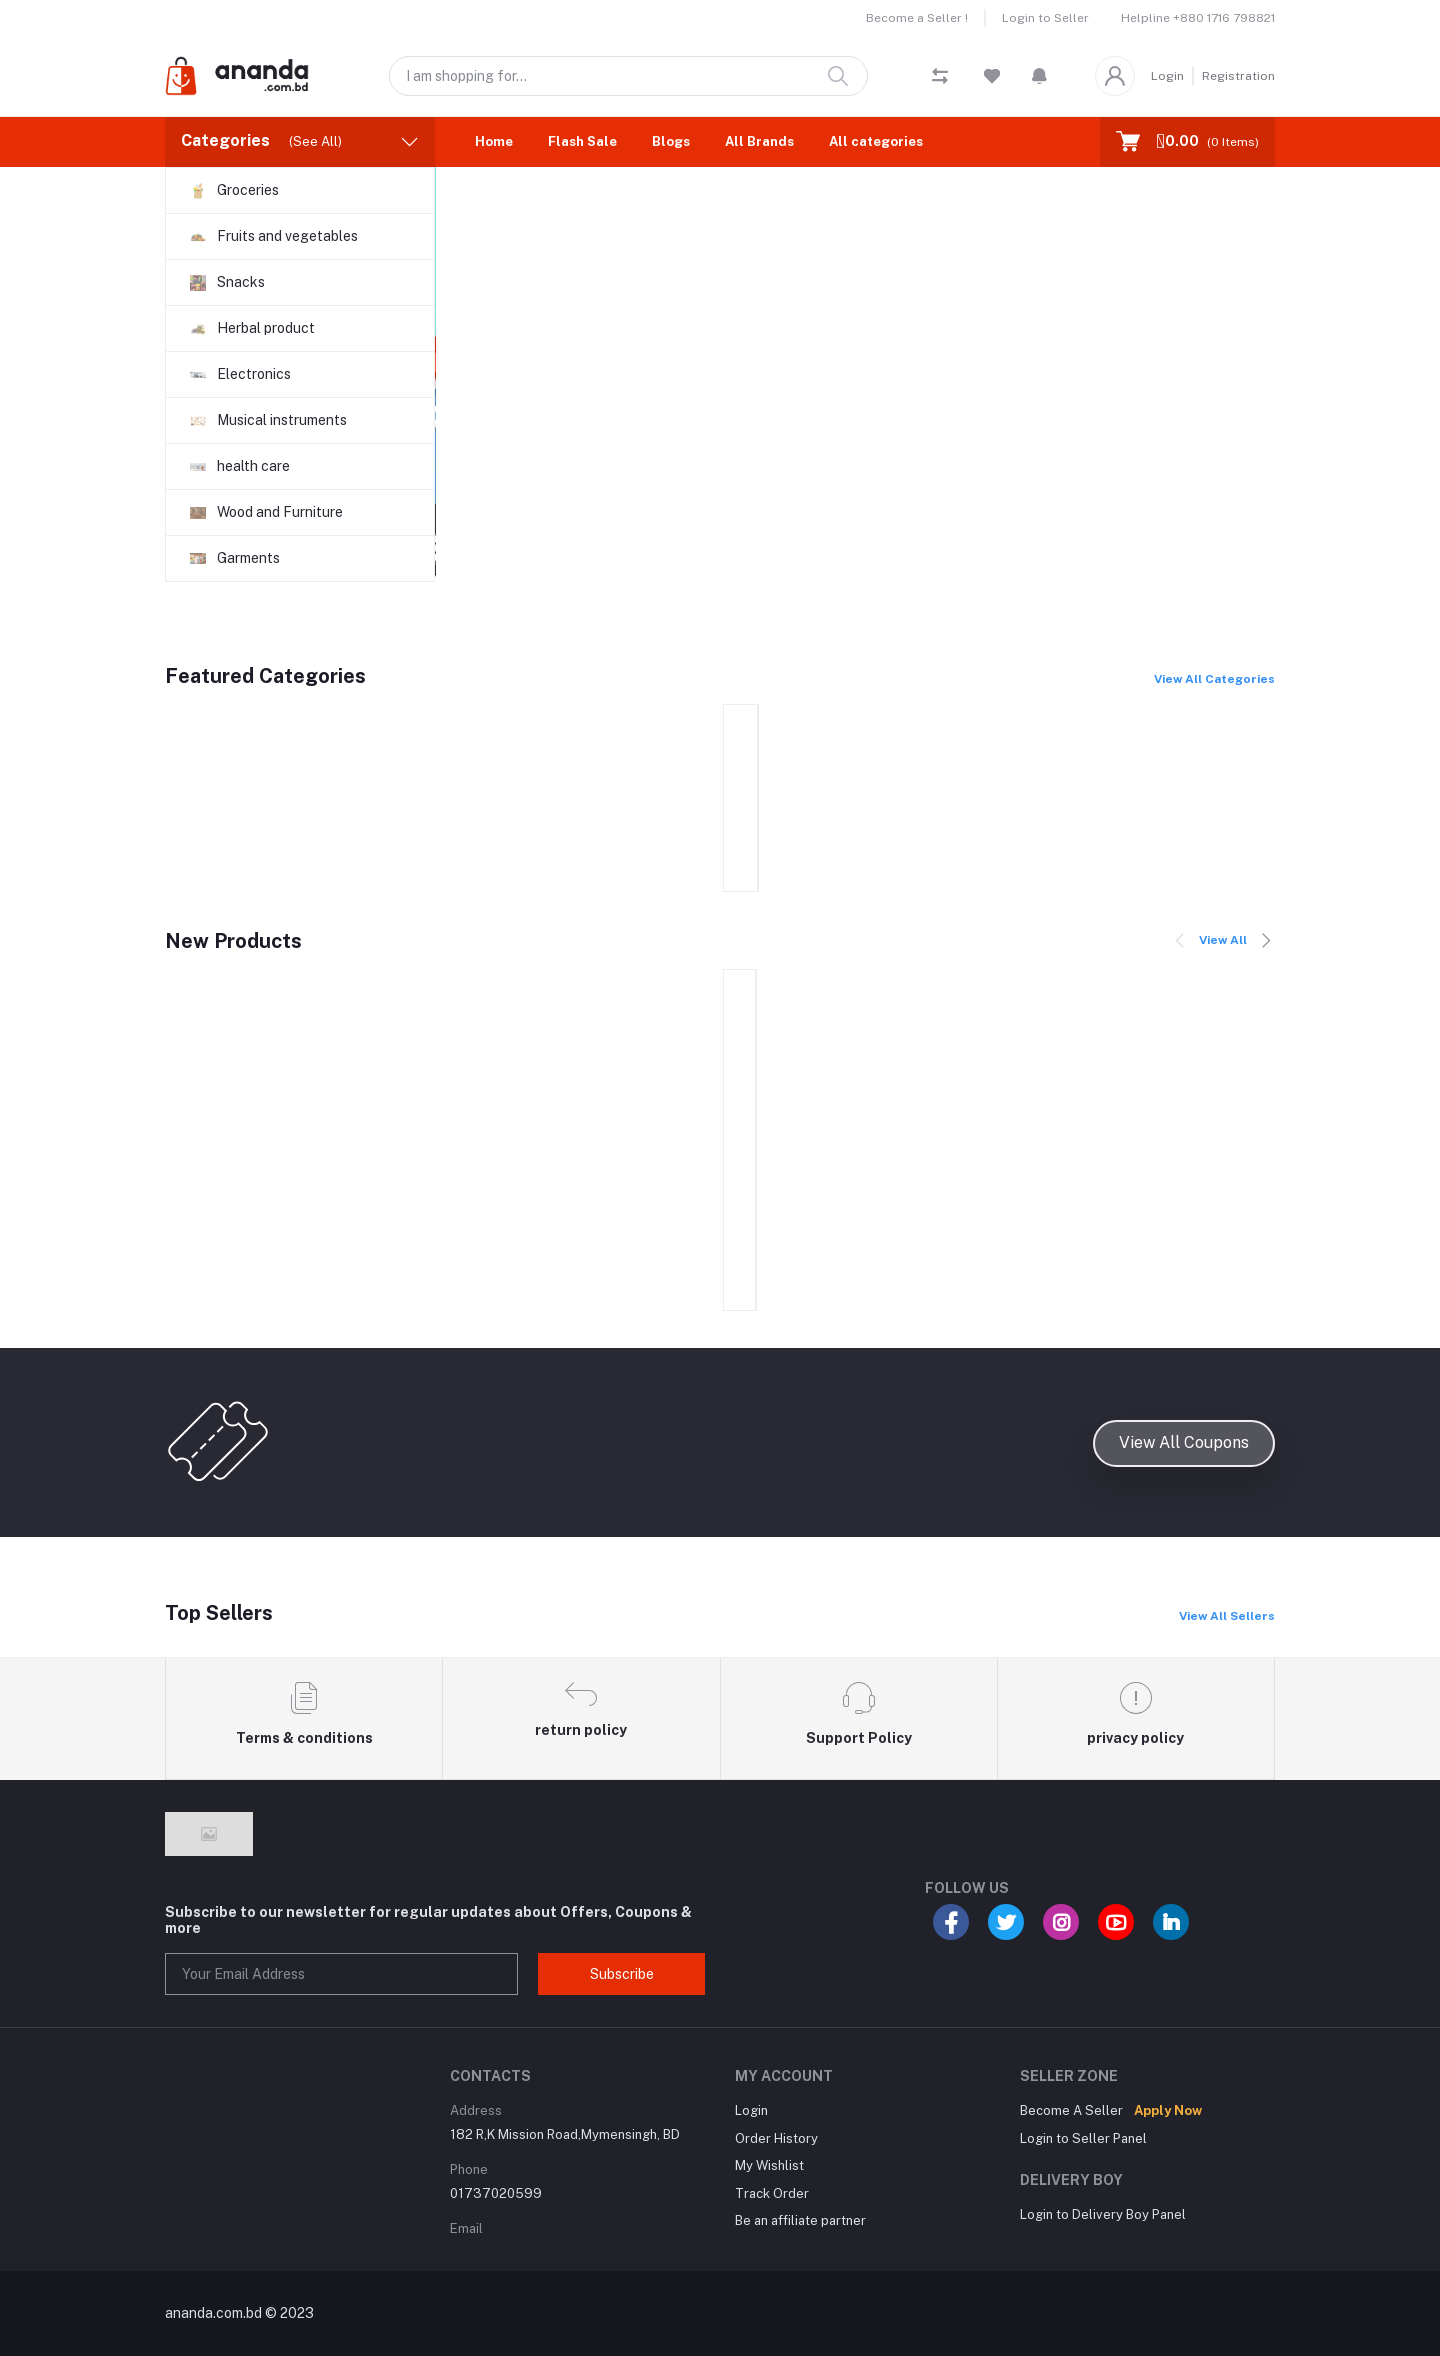 Become a Seller !
Login to Seller
Helpline +880 1716 798821
ananda
.com.bd
I am shopping for...
Login
Registration
Categories (See All)
Home
Flash Sale
Blogs
All Brands
All categories
0.00 (0 Items)
Groceries
Fruits and vegetables
Snacks
Herbal product
Electronics
Musical instruments
health care
Wood and Furniture
Garments
Featured Categories
View All Categories
New Products
View All
View All Coupons
Top Sellers
View All Sellers
Terms & conditions
return policy
Support Policy
privacy policy
Subscribe to our newsletter for regular updates about Offers, Coupons &
more
Your Email Address
Subscribe
FOLLOW US
CONTACTS
Address
182 R,K Mission Road,Mymensingh, BD
Phone
01737020599
Email
MY ACCOUNT
Login
Order History
My Wishlist
Track Order
Be an affiliate partner
SELLER ZONE
Become A Seller Apply Now
Login to Seller Panel
DELIVERY BOY
Login to Delivery Boy Panel
ananda.com.bd © 2023